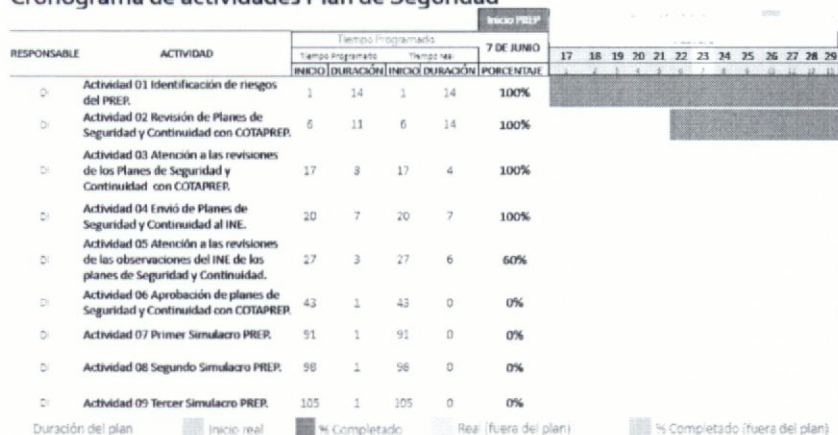 Cronograma de actividades Plan de Seguridad
Inicio PREP
Tiempo Programado
RESPONSABLE ACTIVIDAD Tiempo Programado Tiempo real 7 DE JUNIO 17 18 19 20 21 22 23 24 25 26 27 28 29
INICIO DURACIÓN INICIO DURACIÓN PORCENTAJE
DI Actividad 01 Identificación de riesgos del PREP. 1 14 1 14 100%
DI Actividad 02 Revisión de Planes de Seguridad y Continuidad con COTAPREP. 6 11 6 14 100%
DI Actividad 03 Atención a las revisiones de los Planes de Seguridad y Continuidad con COTAPREP. 17 3 17 4 100%
DI Actividad 04 Envió de Planes de Seguridad y Continuidad al INE. 20 7 20 7 100%
DI Actividad 05 Atención a las revisiones de las observaciones del INE de los planes de Seguridad y Continuidad. 27 3 27 6 60%
DI Actividad 06 Aprobación de planes de Seguridad y Continuidad con COTAPREP. 43 1 43 0 0%
DI Actividad 07 Primer Simulacro PREP. 91 1 91 0 0%
DI Actividad 08 Segundo Simulacro PREP. 98 1 98 0 0%
DI Actividad 09 Tercer Simulacro PREP. 105 1 105 0 0%
Duración del plan Inicio real % Completado Real (fuera del plan) % Completado (fuera del plan)